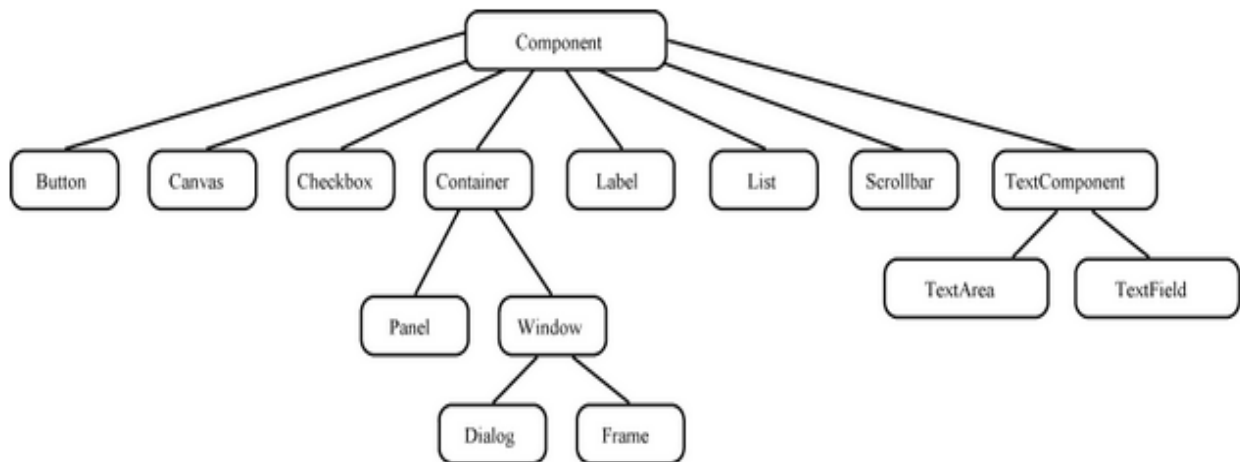 Component
Button
Canvas
Checkbox
Container
Label
List
Scrollbar
TextComponent
TextArea
TextField
Panel
Window
Dialog
Frame